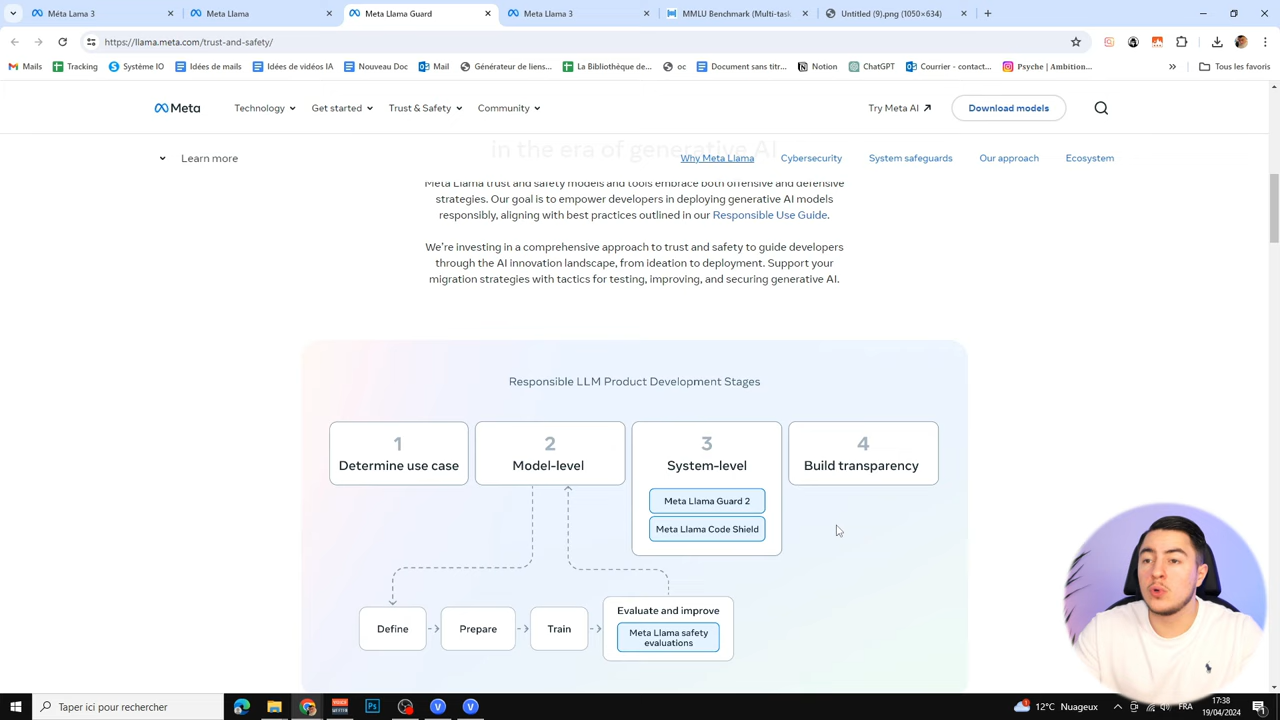 Méta Lama 3
Meta Llama
Meta Llama Guard
Meta Llama 3
MMLU Benchmark (Multi-task
Untitled (9).png (1050×634)
https://llama.meta.com/trust-and-safety/
Mails
Tracking
Système IO
Idées de mails
Idées de vidéos IA
Nouveau Doc
Mail
Générateur de liens...
La Bibliothèque de...
oc
Document sans titr...
Notion
ChatGPT
Courrier - contact...
Psyche | Ambition...
Tous les favoris
Meta
Technology
Get started
Trust & Safety
Community
Try Meta AI
Download models
in the era of generative AI
Learn more
Why Meta Llama
Cybersecurity
System safeguards
Our approach
Ecosystem
Meta Llama trust and safety models and tools embrace both offensive and defensive
strategies. Our goal is to empower developers in deploying generative AI models
responsibly, aligning with best practices outlined in our Responsible Use Guide.
We're investing in a comprehensive approach to trust and safety to guide developers
through the AI innovation landscape, from ideation to deployment. Support your
migration strategies with tactics for testing, improving, and securing generative AI.
Responsible LLM Product Development Stages
1
Determine use case
2
Model-level
3
System-level
Meta Llama Guard 2
Meta Llama Code Shield
4
Build transparency
Define
Prepare
Train
Evaluate and improve
Meta Llama safety
evaluations
Taper ici pour rechercher
12°C Nuageux
FRA
17:38
19/04/2024